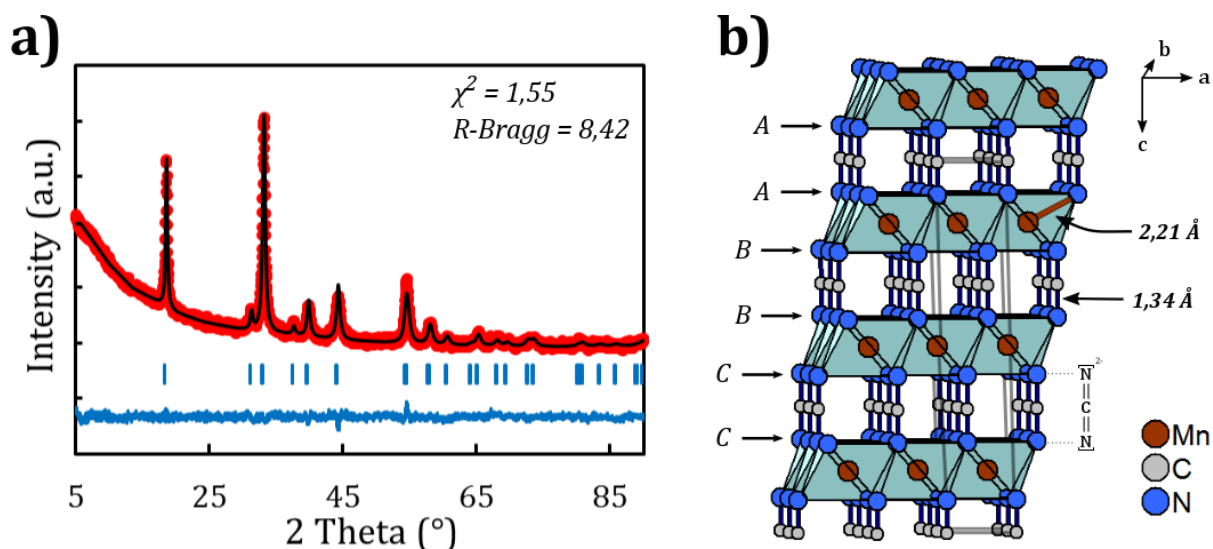 a)
χ² = 1,55
R-Bragg = 8,42
Intensity (a.u.)
5 25 45 65 85
2 Theta (°)
b)
b
a
c
A
A
B
B
C
C
2,21 Å
1,34 Å
[N=C=N]²⁻
Mn
C
N